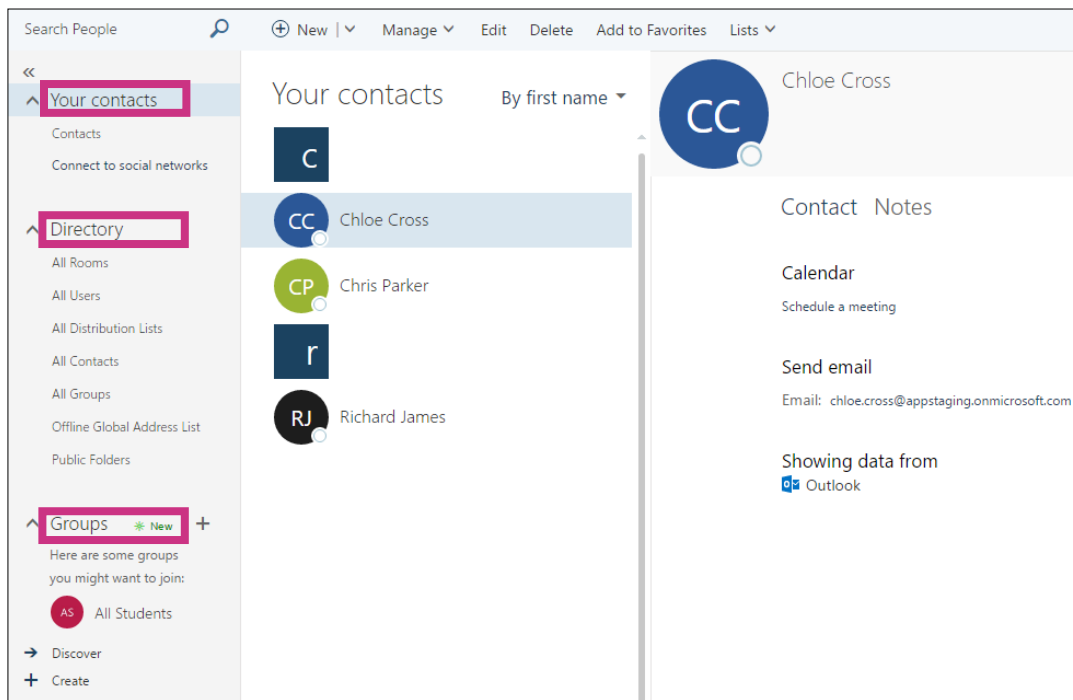 Search People
New
Manage
Edit
Delete
Add to Favorites
Lists
Your contacts
Contacts
Connect to social networks
Directory
All Rooms
All Users
All Distribution Lists
All Contacts
All Groups
Offline Global Address List
Public Folders
Groups New
Here are some groups
you might want to join:
AS All Students
Discover
Create
Your contacts By first name
c
CC Chloe Cross
CP Chris Parker
r
RJ Richard James
CC Chloe Cross
Contact Notes
Calendar
Schedule a meeting
Send email
Email: chloe.cross@appstaging.onmicrosoft.com
Showing data from
Outlook